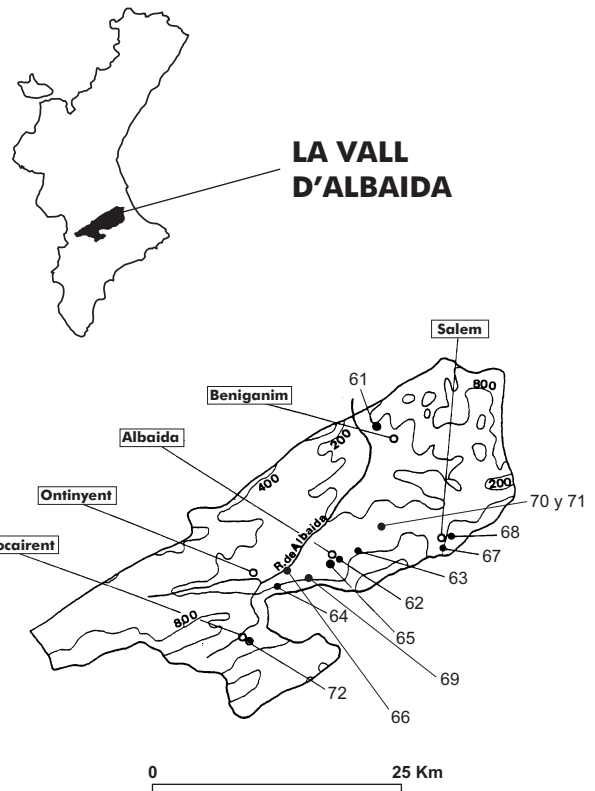 LA VALL
D'ALBAIDA
Salem
800
61
Beniganim
200
Albaida
400
200
Ontinyent
70 y 71
R.de Albaida
68
ocairent
67
63
62
64
800
65
69
72
66
0
25 Km